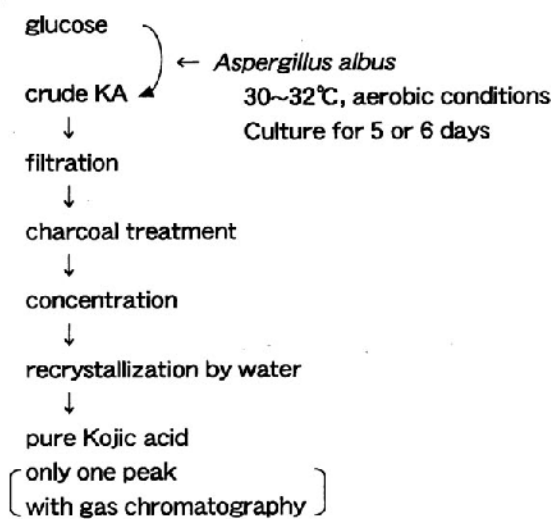 glucose
← Aspergillus albus
crude KA
30~32℃, aerobic conditions
Culture for 5 or 6 days
↓
filtration
↓
charcoal treatment
↓
concentration
↓
recrystallization by water
↓
pure Kojic acid
only one peak
with gas chromatography